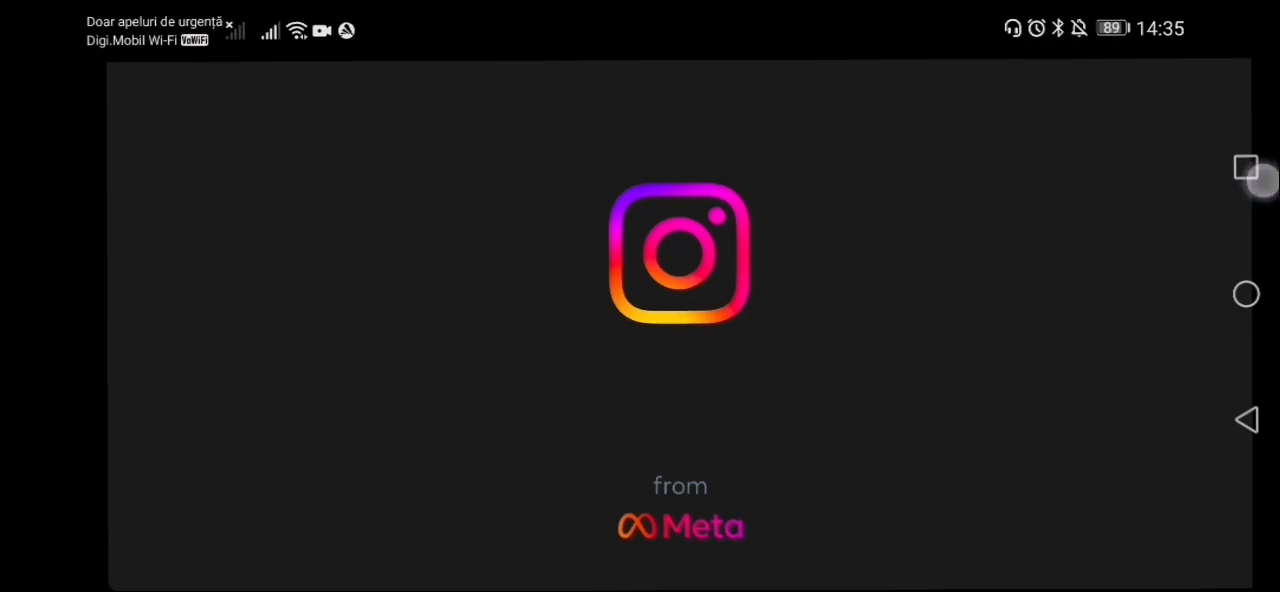 Doar apeluri de urgență
Digi.Mobil Wi-Fi VoWiFi
89 14:35
from
Meta